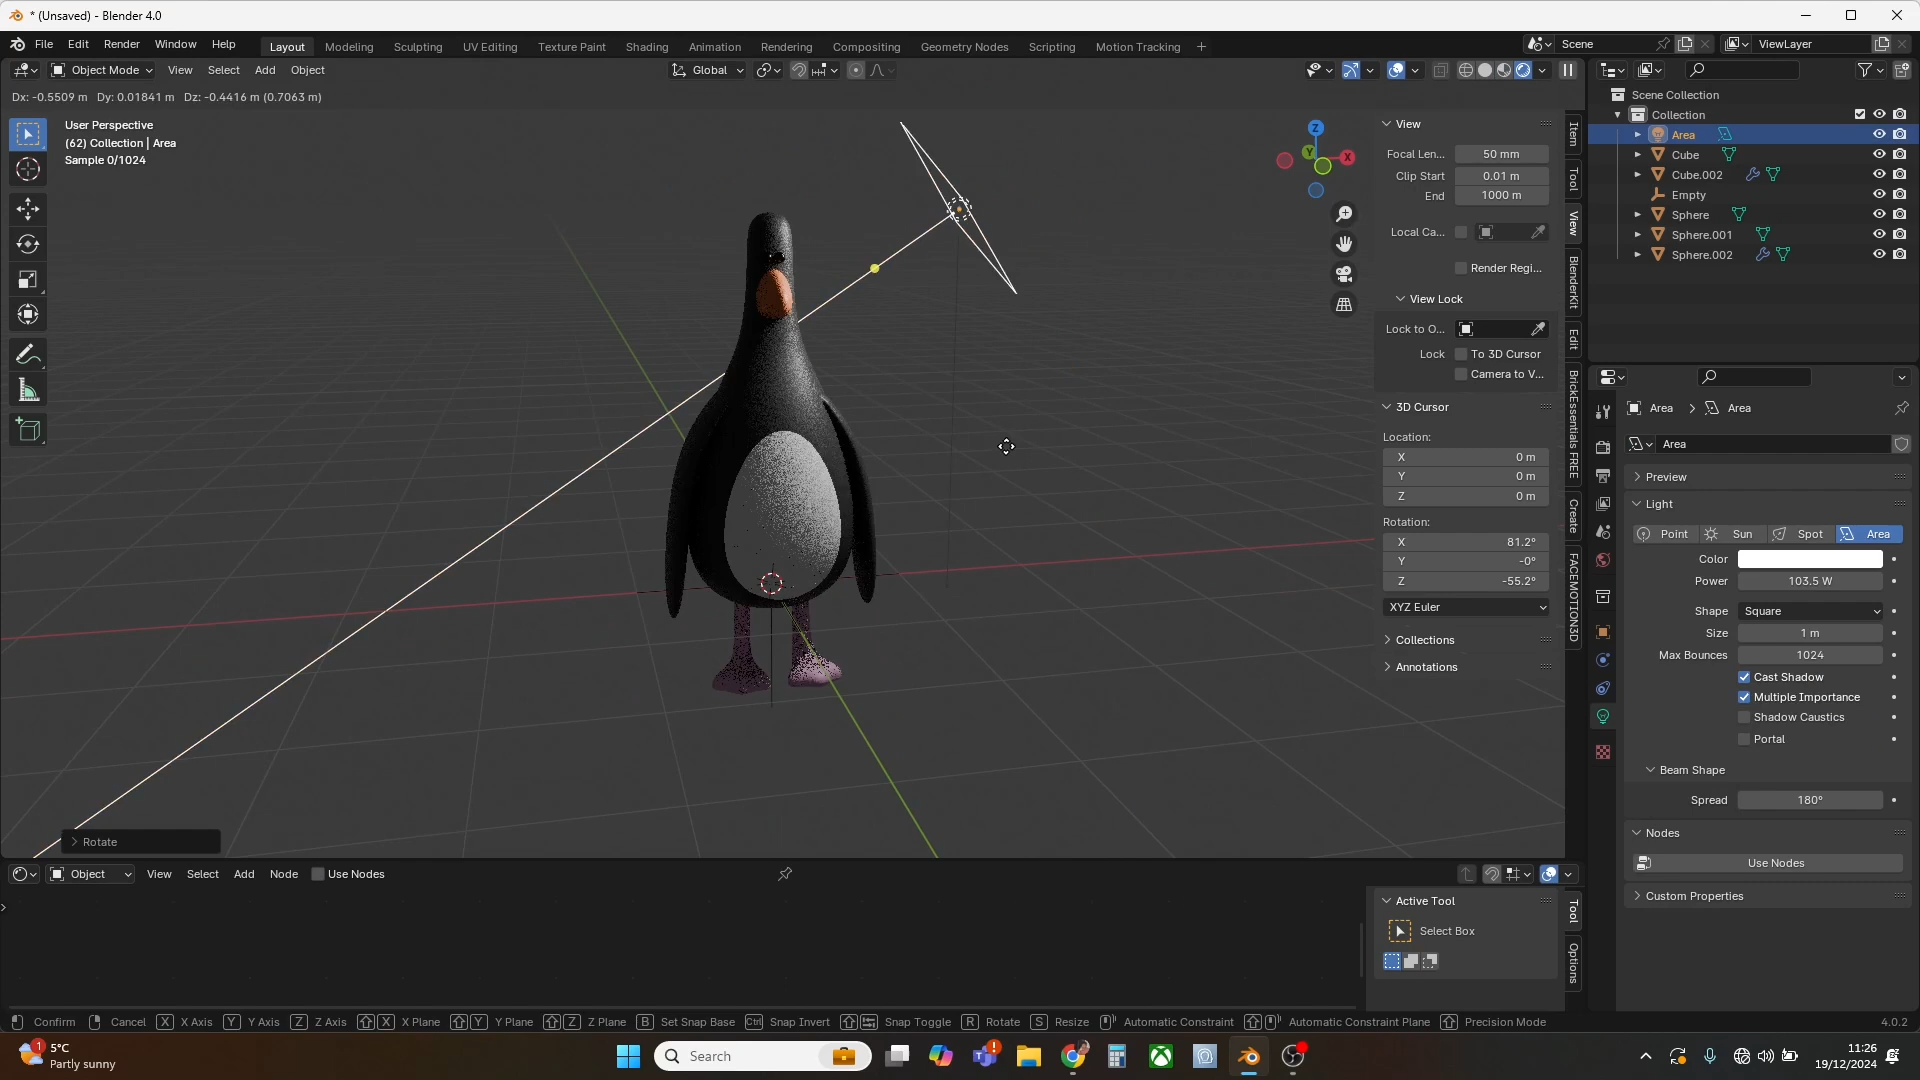 * (Unsaved) - Blender 4.0
File Edit Render Window Help Layout Modeling Sculpting UV Editing Texture Paint Shading Animation Rendering Compositing Geometry Nodes Scripting Motion Tracking + Scene ViewLayer
Object Mode View Select Add Object Global
Dx: -0.5509 m Dy: 0.01841 m Dz: -0.4416 m (0.7063 m)
User Perspective
(62) Collection | Area
Sample 0/1024
Z
Y
X
View
Focal Len... 50 mm
Clip Start 0.01 m
End 1000 m
Local Ca...
Render Regi...
View Lock
Lock to O...
Lock To 3D Cursor
Camera to V...
3D Cursor
Location:
X 0 m
Y 0 m
Z 0 m
Rotation:
X 81.2°
Y -0°
Z -55.2°
XYZ Euler
Collections
Annotations
Item
Tool
View
BlenderKit
Edit
BrickEssentials FREE
Create
FACEMOTION3D
Scene Collection
Collection
Area
Cube
Cube.002
Empty
Sphere
Sphere.001
Sphere.002
Area > Area
Area
Preview
Light
Point Sun Spot Area
Color
Power 103.5 W
Shape Square
Size 1 m
Max Bounces 1024
Cast Shadow
Multiple Importance
Shadow Caustics
Portal
Beam Shape
Spread 180°
Nodes
Use Nodes
Custom Properties
Rotate
Object View Select Add Node Use Nodes
Active Tool
Select Box
Tool
Options
Confirm Cancel X X Axis Y Y Axis Z Z Axis X X Plane Y Y Plane Z Z Plane B Set Snap Base Ctrl Snap Invert Snap Toggle R Rotate S Resize Automatic Constraint Automatic Constraint Plane Precision Mode 4.0.2
1
5°C
Partly sunny
Search
11:26
19/12/2024